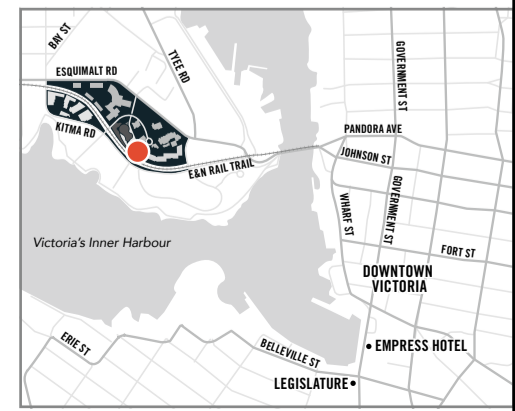 BAY ST
TYEE RD
GOVERNMENT ST
ESQUIMALT RD
KITMA RD
PANDORA AVE
JOHNSON ST
E&N RAIL TRAIL
WHARF ST
GOVERNMENT ST
Victoria's Inner Harbour
FORT ST
DOWNTOWN
VICTORIA
ERIE ST
BELLEVILLE ST
EMPRESS HOTEL
LEGISLATURE